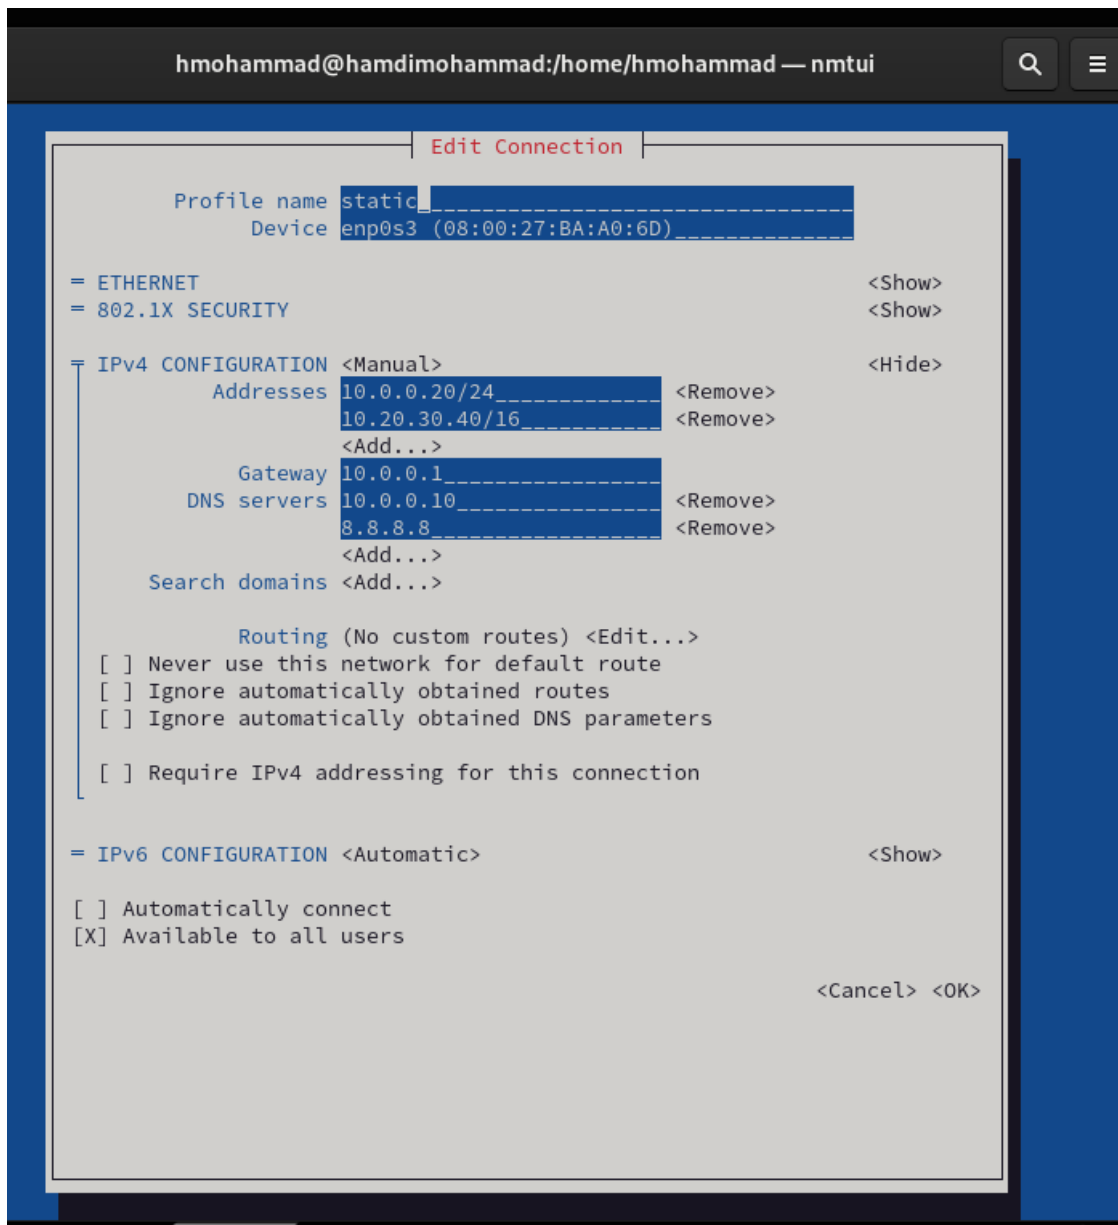 hmohammad@hamdimohammad:/home/hmohammad — nmtui
Edit Connection
Profile name static
Device enp0s3 (08:00:27:BA:A0:6D)
= ETHERNET <Show>
= 802.1X SECURITY <Show>
IPv4 CONFIGURATION <Manual> <Hide>
Addresses 10.0.0.20/24 <Remove>
10.20.30.40/16 <Remove>
<Add...>
Gateway 10.0.0.1
DNS servers 10.0.0.10 <Remove>
8.8.8.8 <Remove>
<Add...>
Search domains <Add...>
Routing (No custom routes) <Edit...>
[ ] Never use this network for default route
[ ] Ignore automatically obtained routes
[ ] Ignore automatically obtained DNS parameters
[ ] Require IPv4 addressing for this connection
= IPv6 CONFIGURATION <Automatic> <Show>
[ ] Automatically connect
[X] Available to all users
<Cancel> <OK>